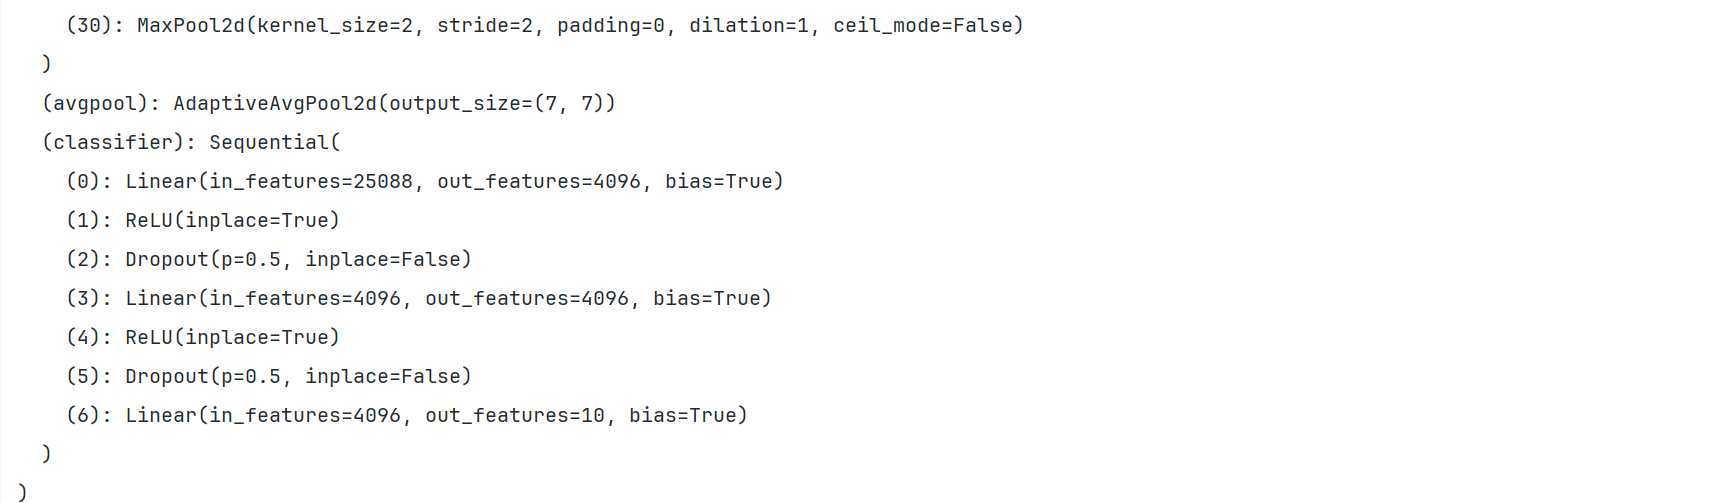 (30): MaxPool2d(kernel_size=2, stride=2, padding=0, dilation=1, ceil_mode=False)
)
(avgpool): AdaptiveAvgPool2d(output_size=(7, 7))
(classifier): Sequential(
(0): Linear(in_features=25088, out_features=4096, bias=True)
(1): ReLU(inplace=True)
(2): Dropout(p=0.5, inplace=False)
(3): Linear(in_features=4096, out_features=4096, bias=True)
(4): ReLU(inplace=True)
(5): Dropout(p=0.5, inplace=False)
(6): Linear(in_features=4096, out_features=10, bias=True)
)
)